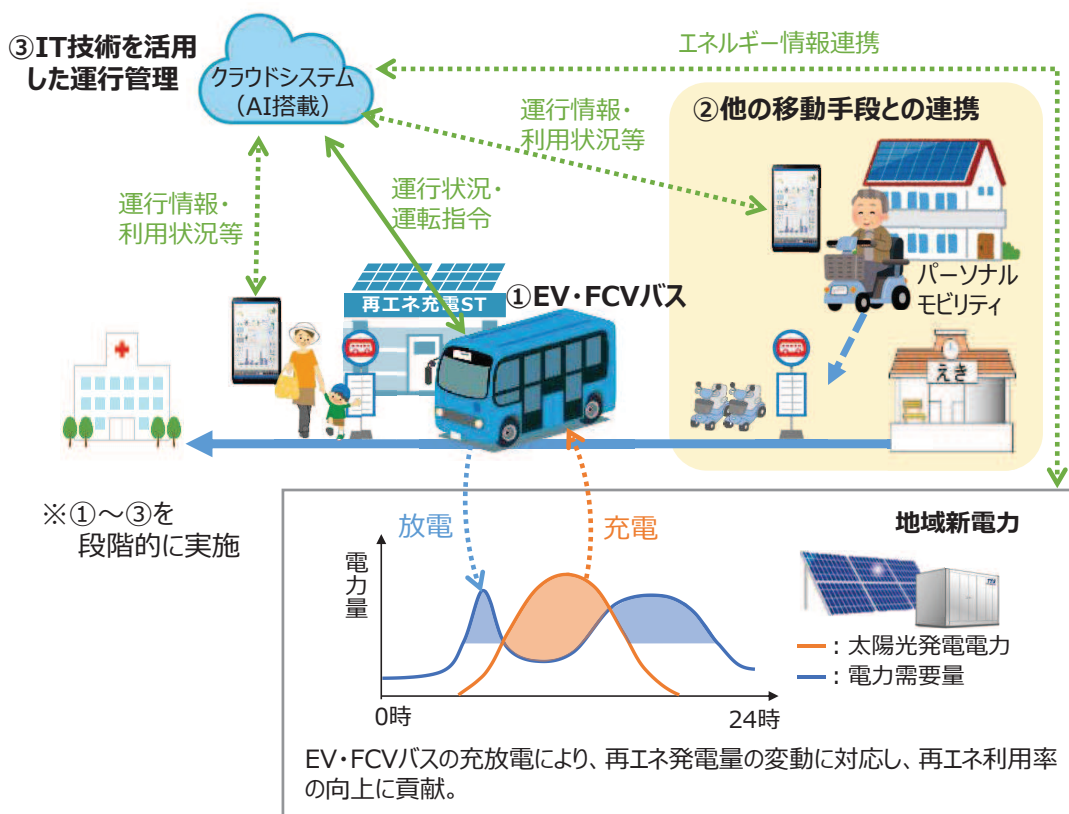 ③IT技術を活用
した運行管理
クラウドシステム
(AI搭載)
エネルギー情報連携
運行情報・
利用状況等
②他の移動手段との連携
運行情報・
利用状況等
運行状況・
運転指令
パーソナル
モビリティ
再エネ充電ST
①EV・FCVバス
えき
※①～③を
段階的に実施
放電
充電
地域新電力
電力量
:太陽光発電電力
:電力需要量
0時
24時
EV・FCVバスの充放電により、再エネ発電量の変動に対応し、再エネ利用率
の向上に貢献。